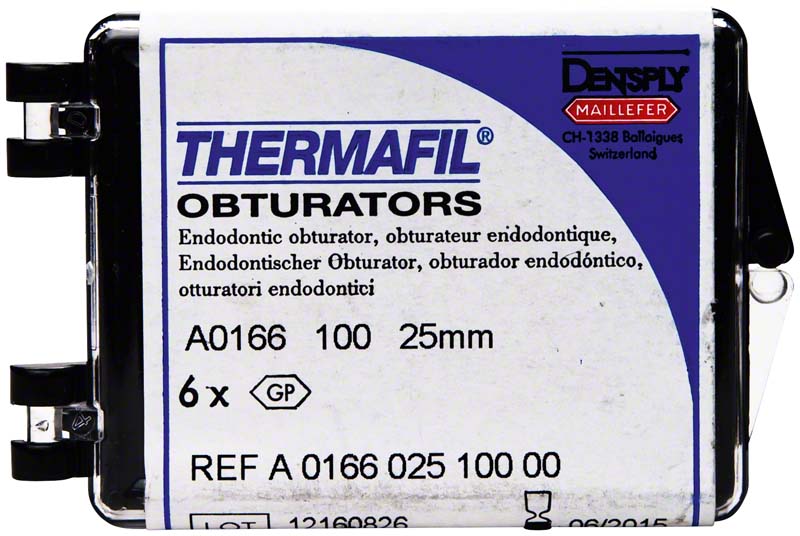 DENSPLY
MAILLEFER
CH-1338 Ballaigues
Switzerland
THERMAFIL®
OBTURATORS
Endodontic obturator, obturateur endodontique,
Endodontischer Obturator, obturador endodóntico,
otturatori endodontici
A0166 100 25mm
6 x GP
REF A 0166 025 100 00
LOT 12160826 06/2015